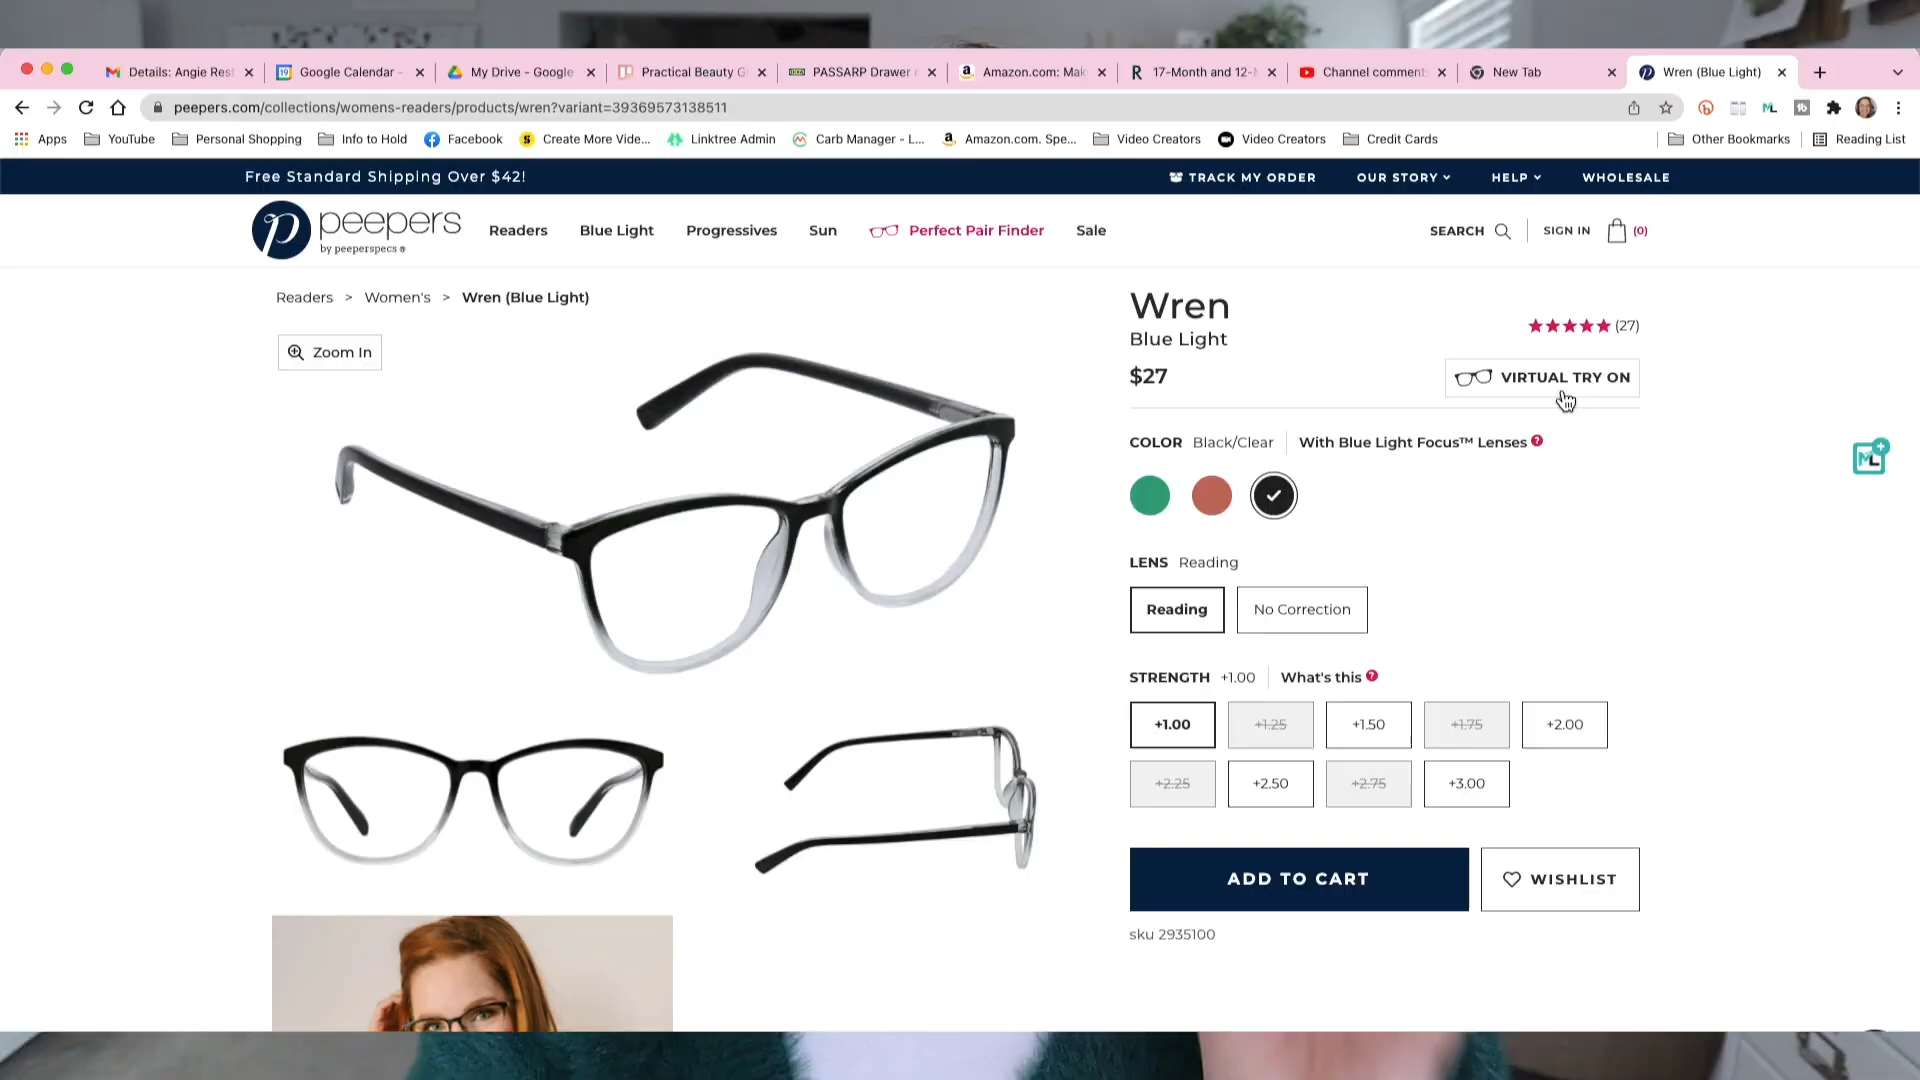 Details: Angie Rest
Google Calendar -
My Drive - Google
Practical Beauty G
PASSARP Drawer
Amazon.com: Mak
17-Month and 12-
Channel comment
New Tab
Wren (Blue Light)
peepers.com/collections/womens-readers/products/wren?variant=39369573138511
Apps
YouTube
Personal Shopping
Info to Hold
Facebook
Create More Vide...
Linktree Admin
Carb Manager - L...
Amazon.com. Spe...
Video Creators
Video Creators
Credit Cards
Other Bookmarks
Reading List
Free Standard Shipping Over $42!
TRACK MY ORDER
OUR STORY
HELP
WHOLESALE
peepers
by peeperspecs ®
Readers
Blue Light
Progressives
Sun
Perfect Pair Finder
Sale
SEARCH
SIGN IN
(0)
Readers > Women's > Wren (Blue Light)
Zoom In
Wren
Blue Light
(27)
$27
VIRTUAL TRY ON
COLOR Black/Clear
With Blue Light Focus™ Lenses ?
ML
LENS Reading
Reading
No Correction
STRENGTH +1.00
What's this ?
+1.00
+1.25
+1.50
+1.75
+2.00
+2.25
+2.50
+2.75
+3.00
ADD TO CART
WISHLIST
sku 2935100